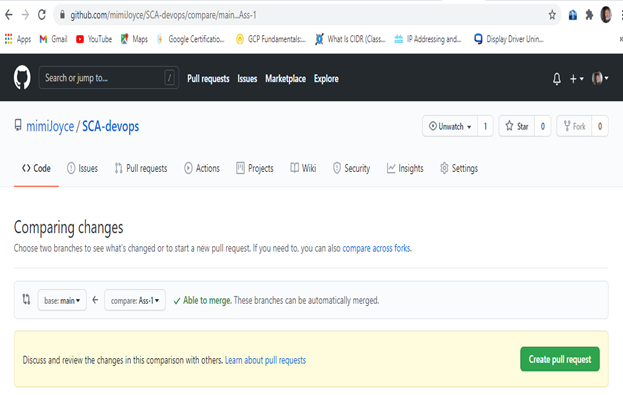 github.com/mimiJoyce/SCA-devops/compare/main...Ass-1
Apps Gmail YouTube Maps Google Certificatio... GCP Fundamentals:... What Is CIDR (Class... IP Addressing and... Display Driver Unin...
Search or jump to... / Pull requests Issues Marketplace Explore
mimiJoyce / SCA-devops Unwatch 1 Star 0 Fork 0
Code Issues Pull requests Actions Projects Wiki Security Insights Settings
Comparing changes
Choose two branches to see what's changed or to start a new pull request. If you need to, you can also compare across forks.
base: main compare: Ass-1 Able to merge. These branches can be automatically merged.
Discuss and review the changes in this comparison with others. Learn about pull requests Create pull request